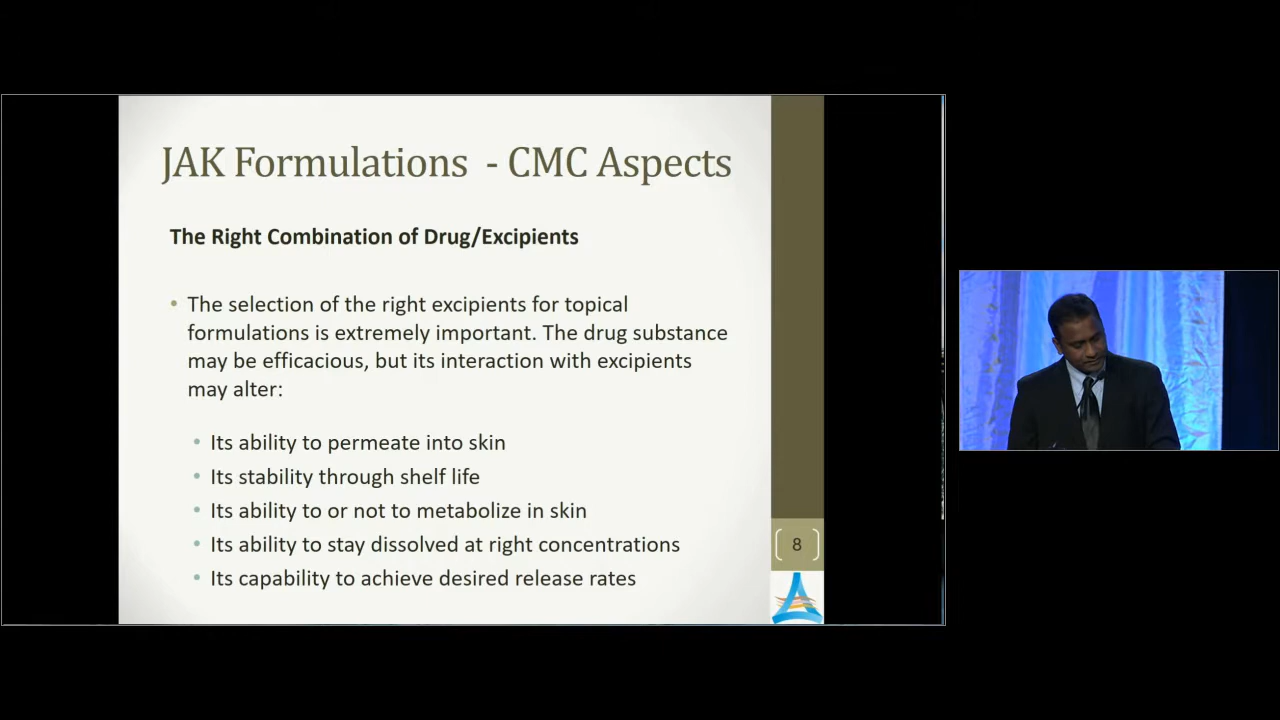 JAK Formulations - CMC Aspects
The Right Combination of Drug/Excipients
• The selection of the right excipients for topical
formulations is extremely important. The drug substance
may be efficacious, but its interaction with excipients
may alter:
• Its ability to permeate into skin
• Its stability through shelf life
• Its ability to or not to metabolize in skin
• Its ability to stay dissolved at right concentrations
• Its capability to achieve desired release rates
8